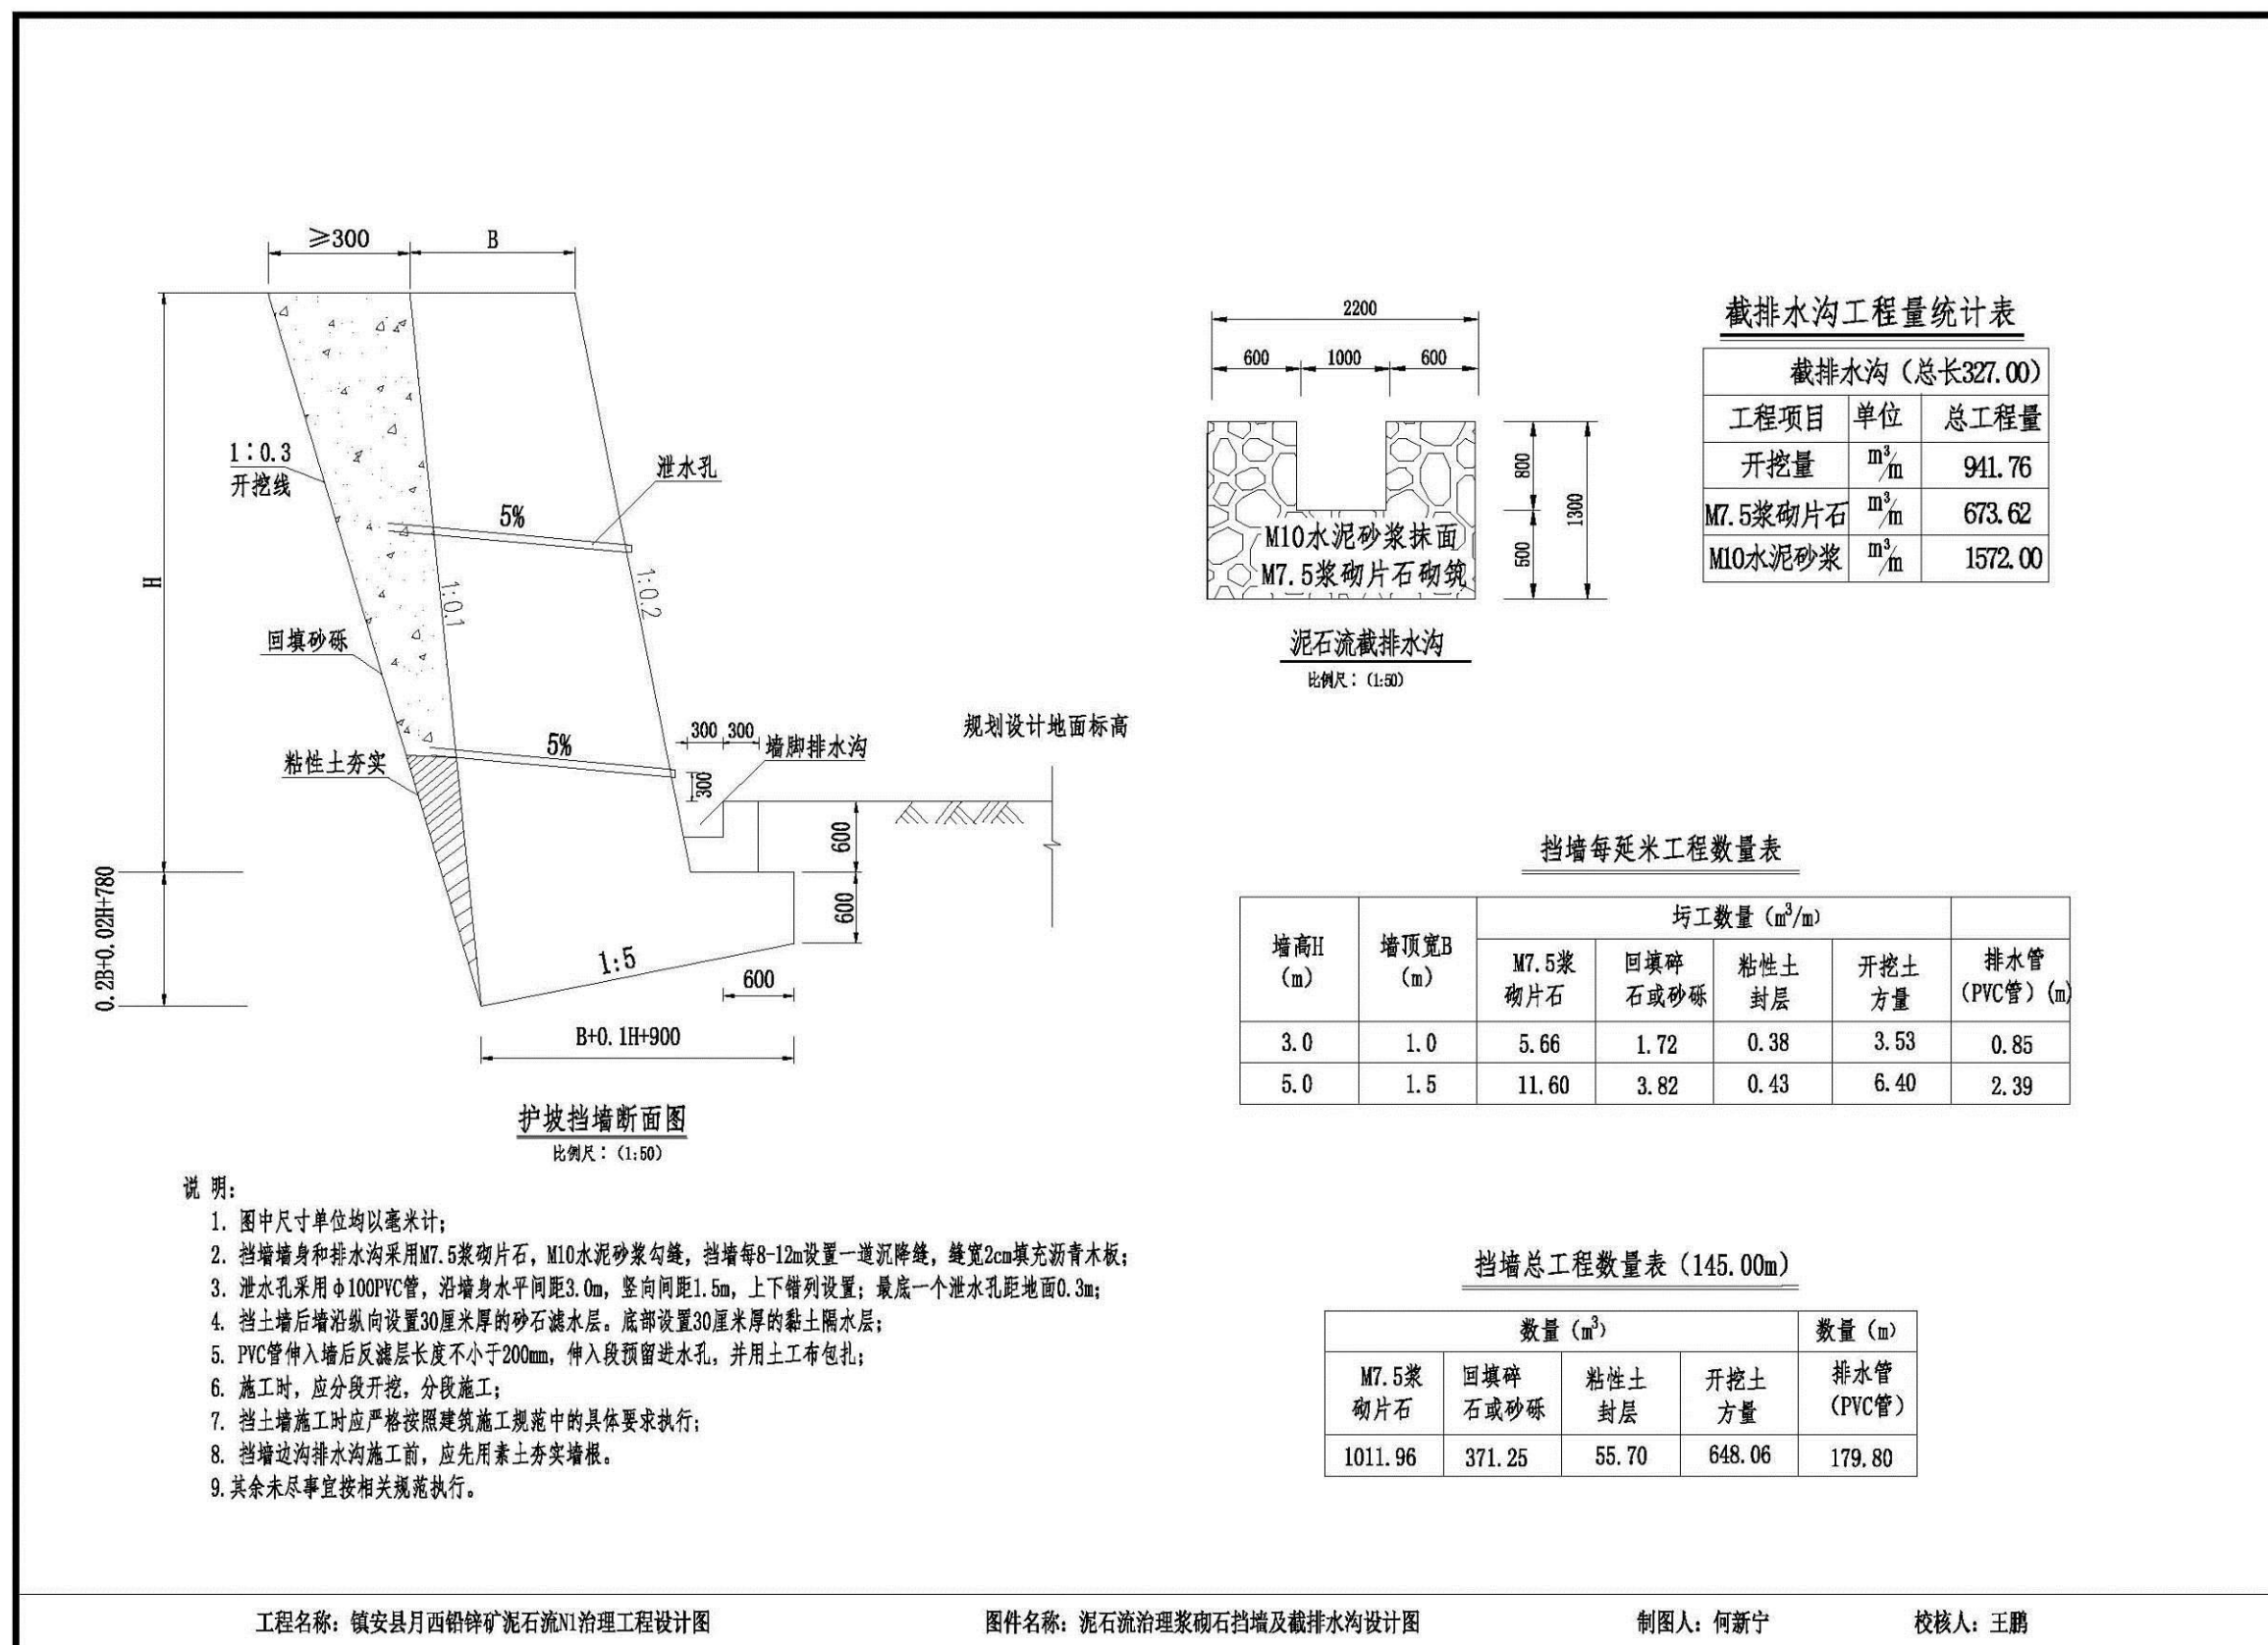 ≥300
B
H
1:0.3
开挖线
泄水孔
5%
1:0.1
1:0.2
回填砂砾
粘性土夯实
5%
300 300
墙脚排水沟
300
规划设计地面标高
600
600
0.2B+0.02H+780
1:5
600
B+0.1H+900
护坡挡墙断面图
比例尺：(1:50)
2200
600 1000 600
800
500
1300
M10水泥砂浆抹面
M7.5浆砌片石砌筑
泥石流截排水沟
比例尺：(1:50)
截排水沟工程量统计表
截排水沟（总长327.00）
工程项目 单位 总工程量
开挖量 m³/m 941.76
M7.5浆砌片石 m³/m 673.62
M10水泥砂浆 m³/m 1572.00
挡墙每延米工程数量表
墙高H（m） 墙顶宽B（m） 圬工数量（m³/m）
M7.5浆砌片石 回填碎石或砂砾 粘性土封层 开挖土方量 排水管（PVC管）(m)
3.0 1.0 5.66 1.72 0.38 3.53 0.85
5.0 1.5 11.60 3.82 0.43 6.40 2.39
挡墙总工程数量表（145.00m）
数量（m³） 数量（m）
M7.5浆砌片石 回填碎石或砂砾 粘性土封层 开挖土方量 排水管（PVC管）
1011.96 371.25 55.70 648.06 179.80
说 明：
1. 图中尺寸单位均以毫米计；
2. 挡墙墙身和排水沟采用M7.5浆砌片石，M10水泥砂浆勾缝，挡墙每8-12m设置一道沉降缝，缝宽2cm填充沥青木板；
3. 泄水孔采用φ100PVC管，沿墙身水平间距3.0m，竖向间距1.5m，上下错列设置；最底一个泄水孔距地面0.3m；
4. 挡土墙后墙沿纵向设置30厘米厚的砂石滤水层。底部设置30厘米厚的黏土隔水层；
5. PVC管伸入墙后反滤层长度不小于200mm，伸入段预留进水孔，并用土工布包扎；
6. 施工时，应分段开挖，分段施工；
7. 挡土墙施工时应严格按照建筑施工规范中的具体要求执行；
8. 挡墙边沟排水沟施工前，应先用素土夯实墙根。
9.其余未尽事宜按相关规范执行。
工程名称：镇安县月西铅锌矿泥石流N1治理工程设计图 图件名称：泥石流治理浆砌石挡墙及截排水沟设计图 制图人：何新宁 校核人：王鹏